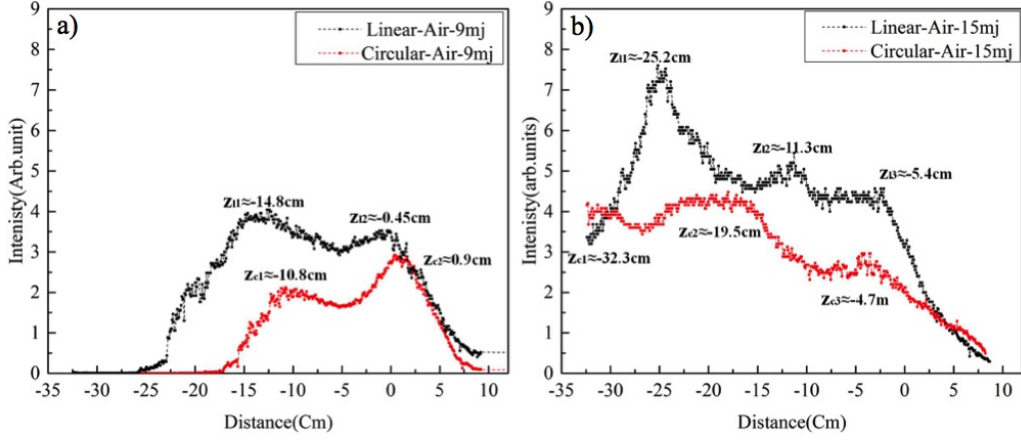 a)
Linear-Air-9mj
Circular-Air-9mj
Intenisty(Arb.unit)
9
8
7
6
5
4
3
2
1
0
Zl1≈-14.8cm
Zl2≈-0.45cm
Zc1≈-10.8cm
Zc2≈0.9cm
-35 -30 -25 -20 -15 -10 -5 0 5 10
Distance(Cm)
b)
Linear-Air-15mj
Circular-Air-15mj
Intenisty(arb.units)
9
8
7
6
5
4
3
2
1
0
Zl1≈-25.2cm
Zl2≈-11.3cm
Zl3≈-5.4cm
Zc1≈-32.3cm
Zc2≈-19.5cm
Zc3≈-4.7m
-35 -30 -25 -20 -15 -10 -5 0 5 10
Distance(Cm)